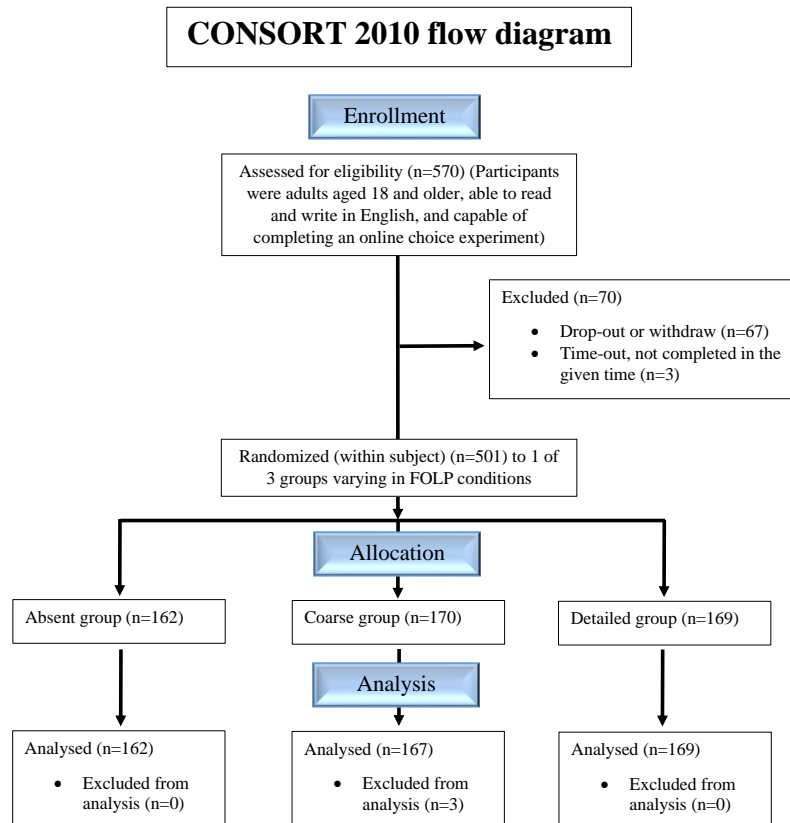 CONSORT 2010 flow diagram
Enrollment
Assessed for eligibility (n=570) (Participants
were adults aged 18 and older, able to read
and write in English, and capable of
completing an online choice experiment)
Excluded (n=70)
• Drop-out or withdraw (n=67)
• Time-out, not completed in the
given time (n=3)
Randomized (within subject) (n=501) to 1 of
3 groups varying in FOLP conditions
Allocation
Absent group (n=162)
Coarse group (n=170)
Detailed group (n=169)
Analysis
Analysed (n=162)
• Excluded from
analysis (n=0)
Analysed (n=167)
• Excluded from
analysis (n=3)
Analysed (n=169)
• Excluded from
analysis (n=0)